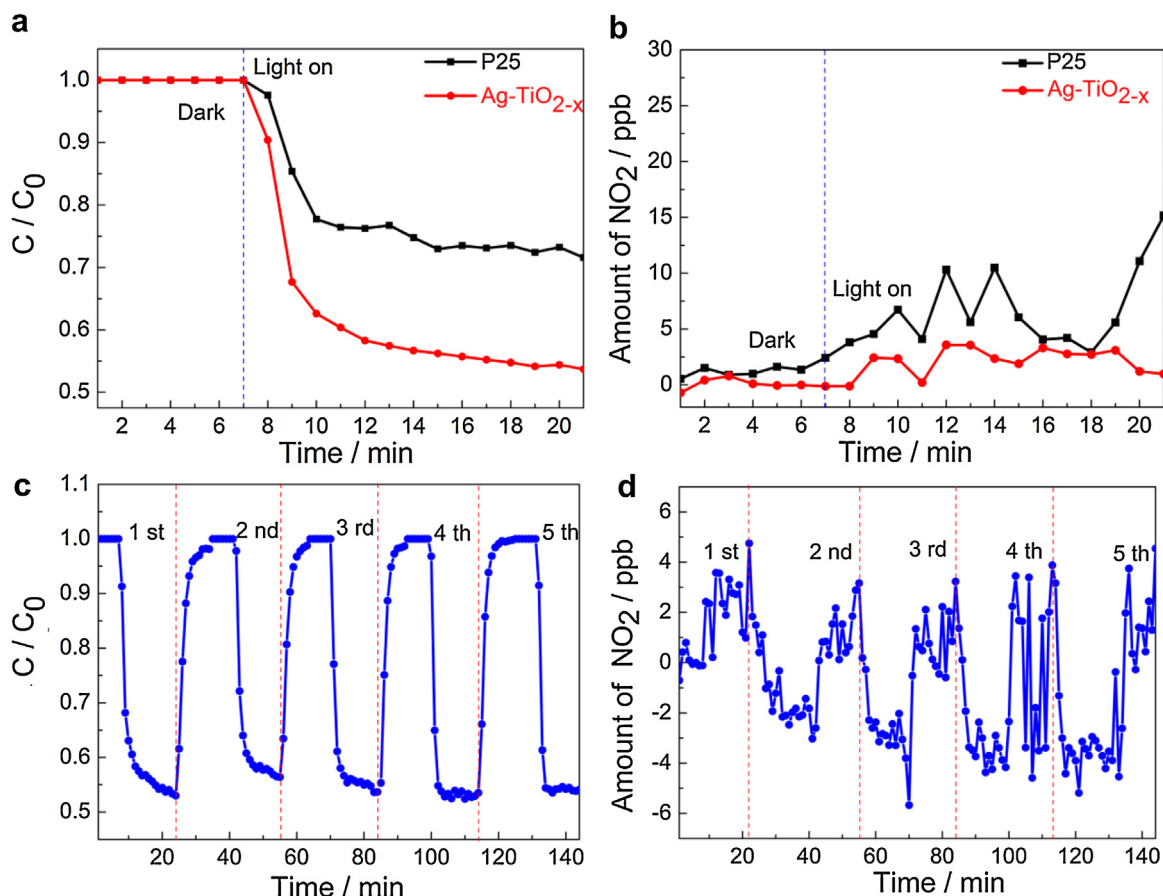 a
C / C0
1.0
0.9
0.8
0.7
0.6
0.5
Light on
Dark
P25
Ag-TiO2-x
2 4 6 8 10 12 14 16 18 20
Time / min
b
Amount of NO2 / ppb
30
25
20
15
10
5
0
P25
Ag-TiO2-x
Light on
Dark
2 4 6 8 10 12 14 16 18 20
Time / min
c
. C / C0
1.1
1.0
0.9
0.8
0.7
0.6
0.5
1 st 2 nd 3 rd 4 th 5 th
20 40 60 80 100 120 140
Time / min
d
Amount of NO2 / ppb
6
4
2
0
-2
-4
-6
1 st 2 nd 3 rd 4 th 5 th
20 40 60 80 100 120 140
Time / min